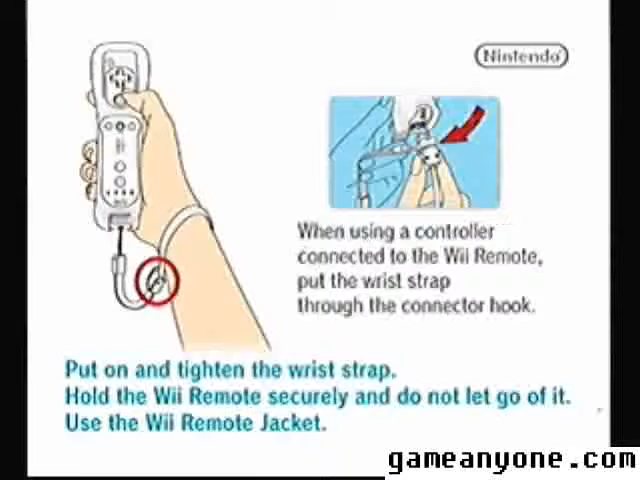 Nintendo
When using a controller
connected to the Wii Remote,
put the wrist strap
through the connector hook.
Put on and tighten the wrist strap.
Hold the Wii Remote securely and do not let go of it.
Use the Wii Remote Jacket.
gameanyone.com